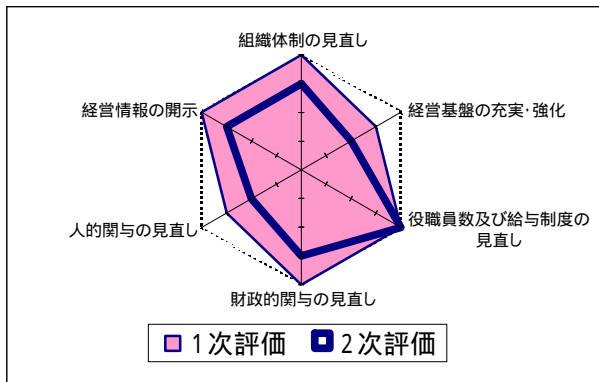 組織体制の見直し
経営情報の開示
経営基盤の充実・強化
人的関与の見直し
役職員数及び給与制度の
見直し
財政的関与の見直し
1次評価 2次評価